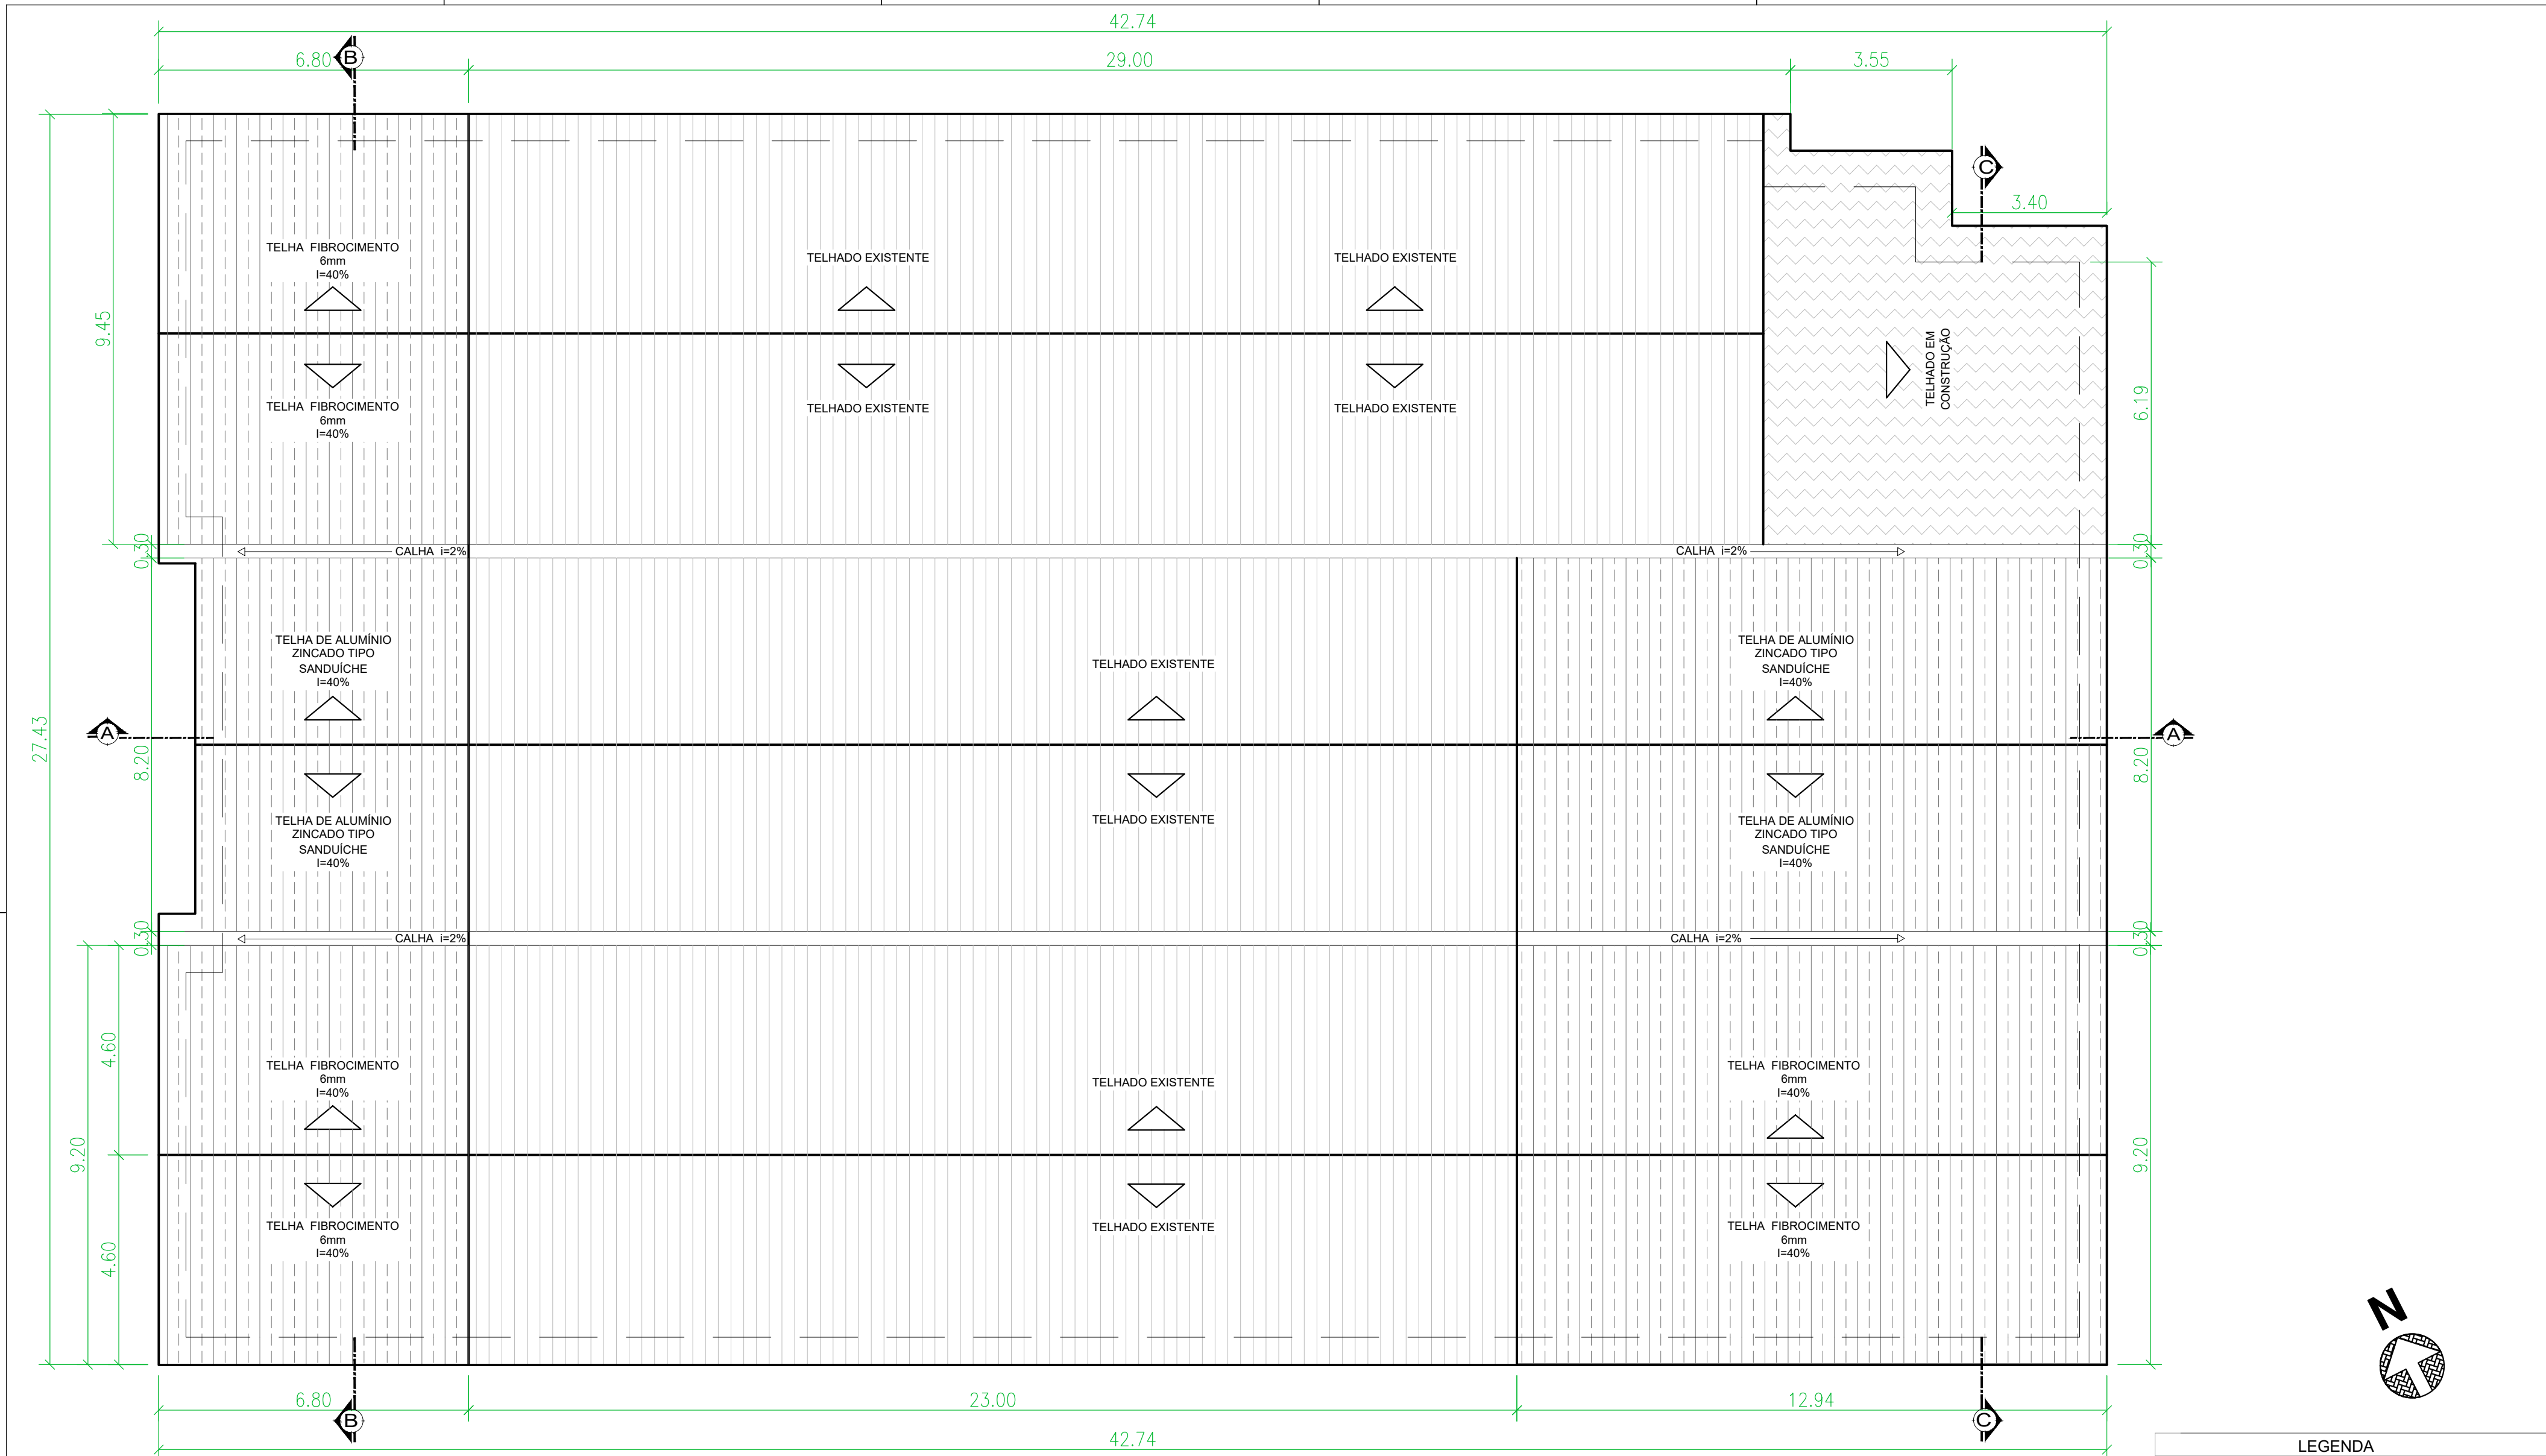 42.74
6.80
29.00
3.55
B
C
3.40
TELHA FIBROCIMENTO
6mm
I=40%
TELHADO EXISTENTE
TELHADO EXISTENTE
9.45
TELHADO EM
CONSTRUÇÃO
6.19
TELHA FIBROCIMENTO
6mm
I=40%
TELHADO EXISTENTE
TELHADO EXISTENTE
0.30
CALHA i=2%
CALHA i=2%
0.30
TELHA DE ALUMÍNIO
ZINCADO TIPO
SANDUÍCHE
I=40%
TELHADO EXISTENTE
TELHA DE ALUMÍNIO
ZINCADO TIPO
SANDUÍCHE
I=40%
27.43
A
A
8.20
8.20
TELHA DE ALUMÍNIO
ZINCADO TIPO
SANDUÍCHE
I=40%
TELHADO EXISTENTE
TELHA DE ALUMÍNIO
ZINCADO TIPO
SANDUÍCHE
I=40%
0.30
CALHA i=2%
CALHA i=2%
0.30
4.60
TELHA FIBROCIMENTO
6mm
I=40%
TELHADO EXISTENTE
TELHA FIBROCIMENTO
6mm
I=40%
9.20
9.20
4.60
TELHA FIBROCIMENTO
6mm
I=40%
TELHADO EXISTENTE
TELHA FIBROCIMENTO
6mm
I=40%
N
6.80
23.00
12.94
B
C
42.74
LEGENDA